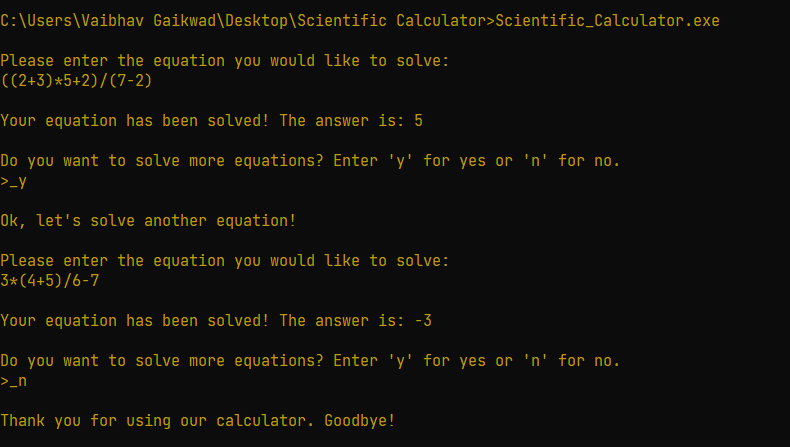 C:\Users\Vaibhav Gaikwad\Desktop\Scientific Calculator>Scientific_Calculator.exe
Please enter the equation you would like to solve:
((2+3)*5+2)/(7-2)
Your equation has been solved! The answer is: 5
Do you want to solve more equations? Enter 'y' for yes or 'n' for no.
>_y
Ok, let's solve another equation!
Please enter the equation you would like to solve:
3*(4+5)/6-7
Your equation has been solved! The answer is: -3
Do you want to solve more equations? Enter 'y' for yes or 'n' for no.
>_n
Thank you for using our calculator. Goodbye!